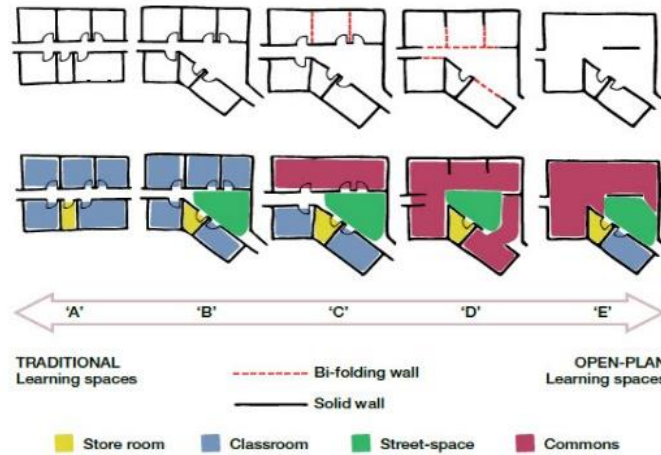 'A' 'B' 'C' 'D' 'E'
TRADITIONAL
Learning spaces
Bi-folding wall
Solid wall
OPEN-PLAN
Learning spaces
Store room
Classroom
Street-space
Commons